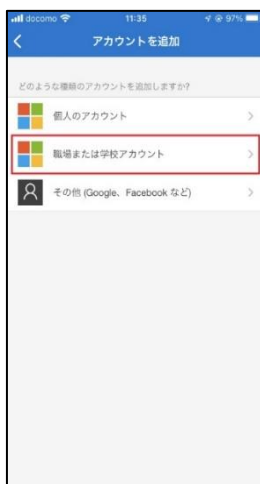 docomo 11:35 97%
アカウントを追加
どのような種類のアカウントを追加しますか?
個人のアカウント
職場または学校アカウント
その他 (Google、Facebook など)